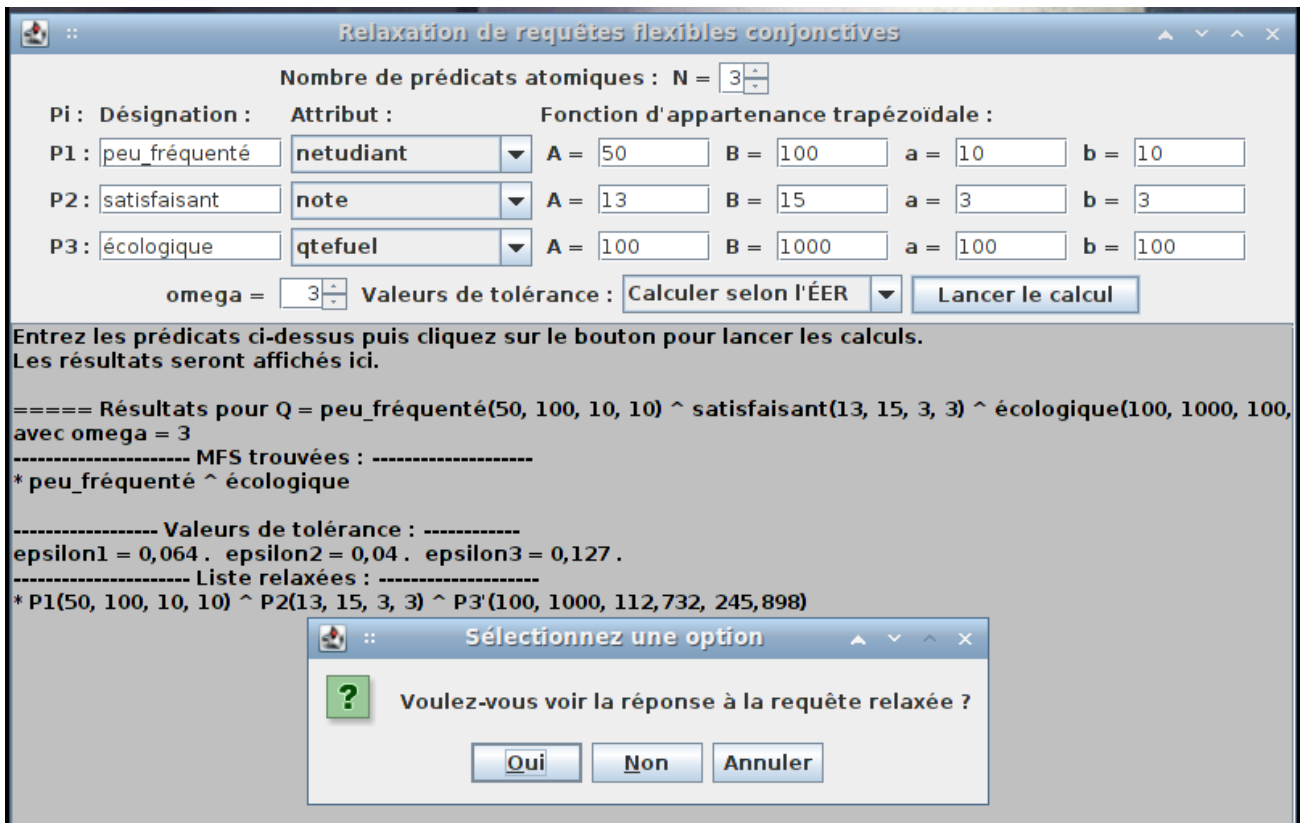 Relaxation de requêtes flexibles conjonctives
Nombre de prédicats atomiques : N = 3
Pi : Désignation : Attribut : Fonction d'appartenance trapézoïdale :
P1 : peu_fréquenté netudiant A = 50 B = 100 a = 10 b = 10
P2 : satisfaisant note A = 13 B = 15 a = 3 b = 3
P3 : écologique qtefuel A = 100 B = 1000 a = 100 b = 100
omega = 3 Valeurs de tolérance : Calculer selon l'ÉER Lancer le calcul
Entrez les prédicats ci-dessus puis cliquez sur le bouton pour lancer les calculs.
Les résultats seront affichés ici.
===== Résultats pour Q = peu_fréquenté(50, 100, 10, 10) ^ satisfaisant(13, 15, 3, 3) ^ écologique(100, 1000, 100,
avec omega = 3
---------------------- MFS trouvées : --------------------
* peu_fréquenté ^ écologique
------------------ Valeurs de tolérance : ------------
epsilon1 = 0,064 . epsilon2 = 0,04 . epsilon3 = 0,127 .
---------------------- Liste relaxées : --------------------
* P1(50, 100, 10, 10) ^ P2(13, 15, 3, 3) ^ P3'(100, 1000, 112,732, 245,898)
Sélectionnez une option
Voulez-vous voir la réponse à la requête relaxée ?
Oui Non Annuler